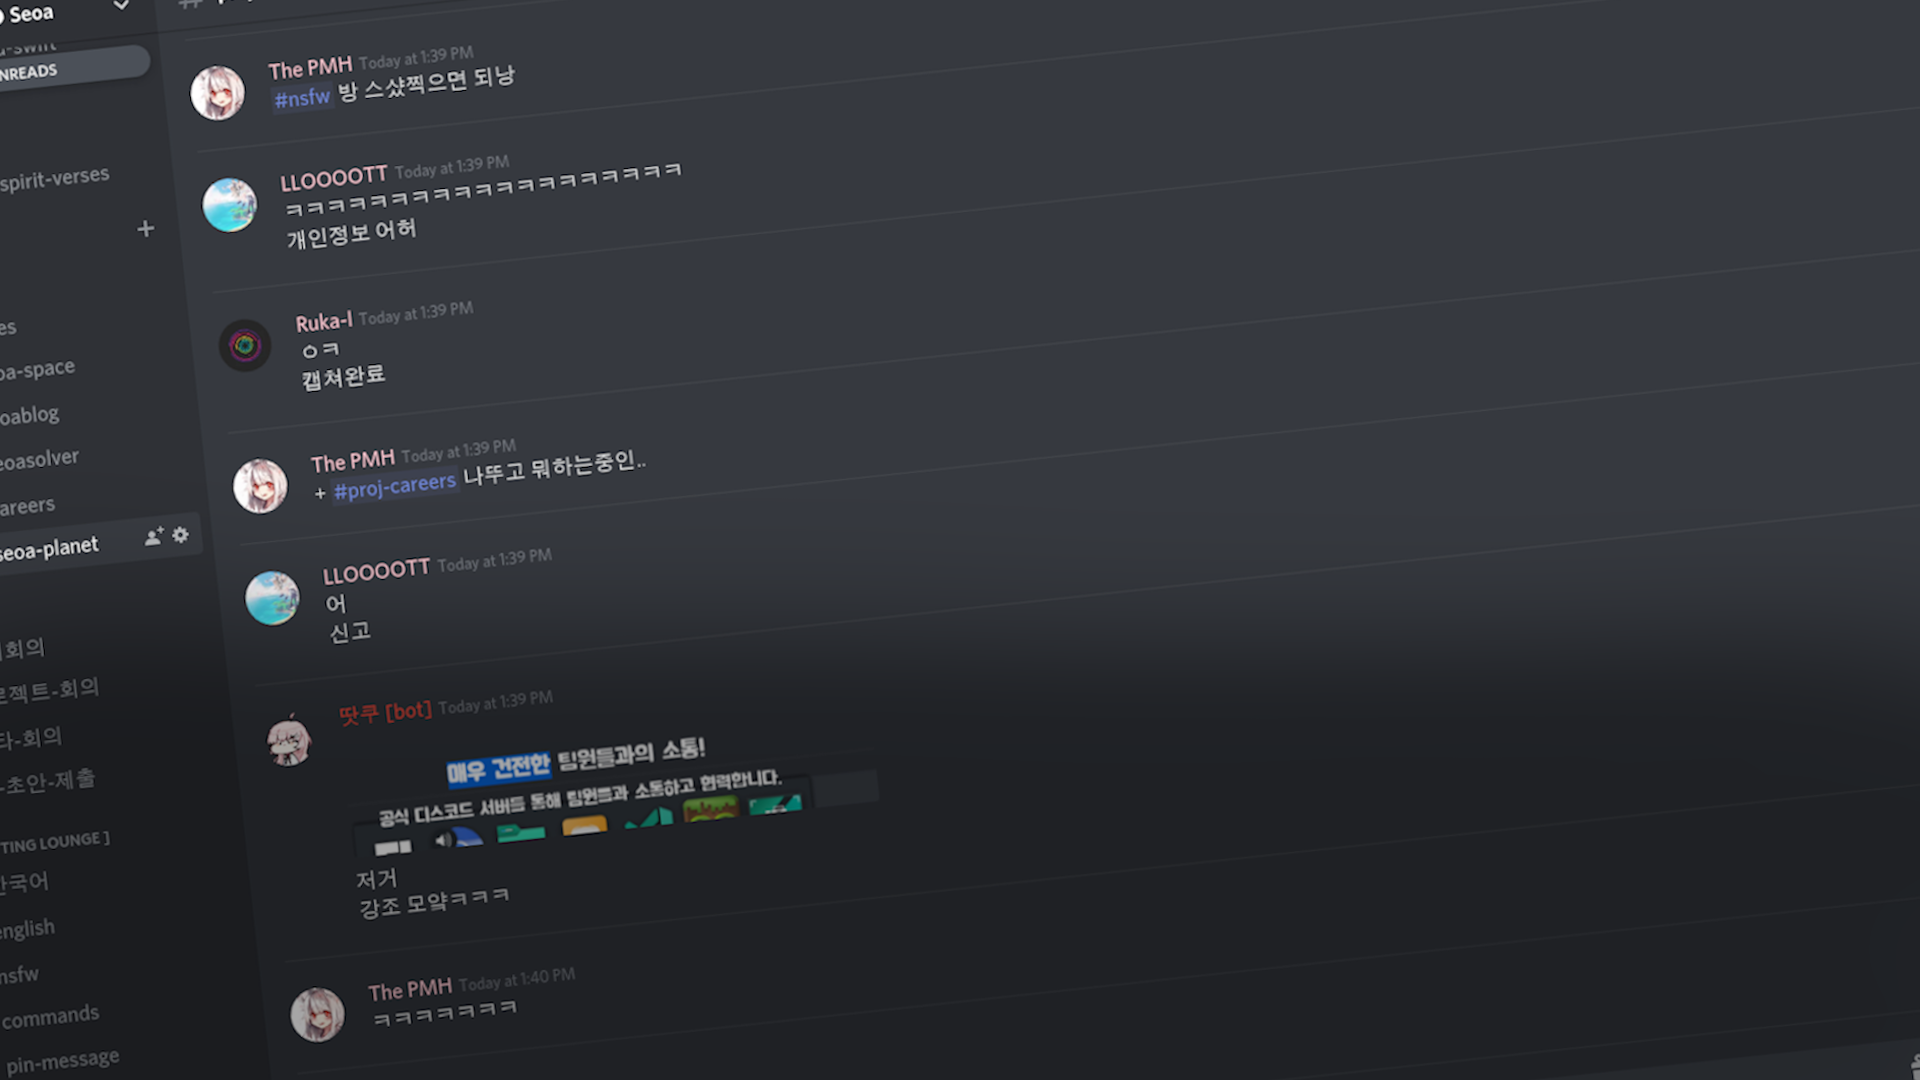 Seoa
NREADS
spirit-verses
es
oa-space
oablog
eoasolver
areers
seoa-planet
회의
로젝트-회의
타-회의
-초안-제출
TING LOUNGE ]
한국어
english
nsfw
commands
pin-message
The PMH Today at 1:39 PM
#nsfw 방 스샷찍으면 되낭
LLOOOOTT Today at 1:39 PM
ㅋㅋㅋㅋㅋㅋㅋㅋㅋㅋㅋㅋㅋㅋㅋㅋㅋㅋㅋ
개인정보 어허
Ruka-l Today at 1:39 PM
ㅇㅋ
캡쳐완료
The PMH Today at 1:39 PM
+ #proj-careers 나뚜고 뭐하는중인..
LLOOOOTT Today at 1:39 PM
어
신고
땃쿠 [bot] Today at 1:39 PM
매우 건전한 팀원들과의 소통!
공식 디스코드 서버를 통해 팀원들과 소통하고 협력합니다.
저거
강조 모얔ㅋㅋㅋ
The PMH Today at 1:40 PM
ㅋㅋㅋㅋㅋㅋㅋ